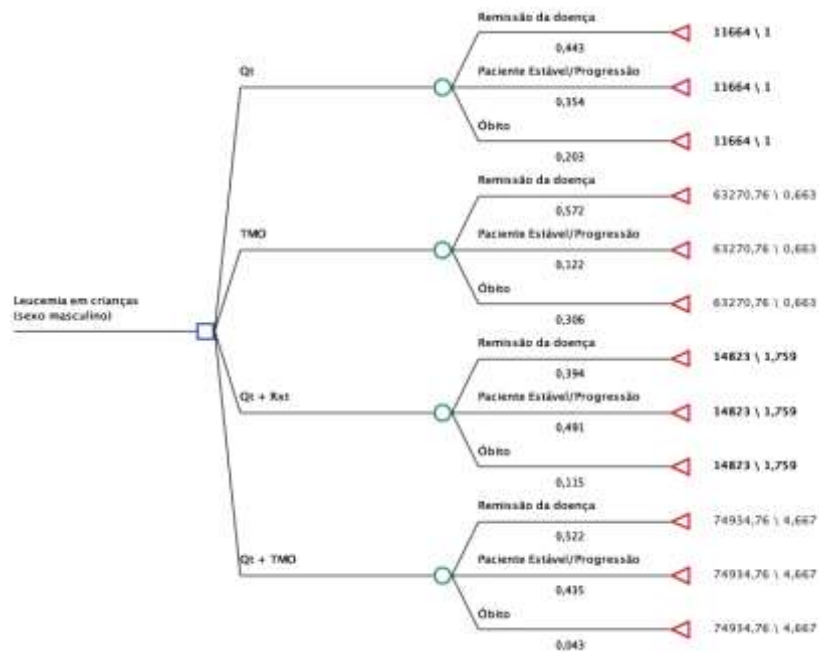 Remissão da doença
0,443
11664 \ 1
Qt
Paciente Estável/Progressão
0,354
11664 \ 1
Óbito
0,203
11664 \ 1
Remissão da doença
0,572
63270,76 \ 0,663
TMO
Paciente Estável/Progressão
0,122
63270,76 \ 0,663
Óbito
0,306
63270,76 \ 0,663
Leucemia em crianças
(sexo masculino)
Remissão da doença
0,394
14823 \ 1,759
Qt + Rxt
Paciente Estável/Progressão
0,491
14823 \ 1,759
Óbito
0,115
14823 \ 1,759
Remissão da doença
0,522
74934,76 \ 4,667
Qt + TMO
Paciente Estável/Progressão
0,435
74934,76 \ 4,667
Óbito
0,043
74934,76 \ 4,667